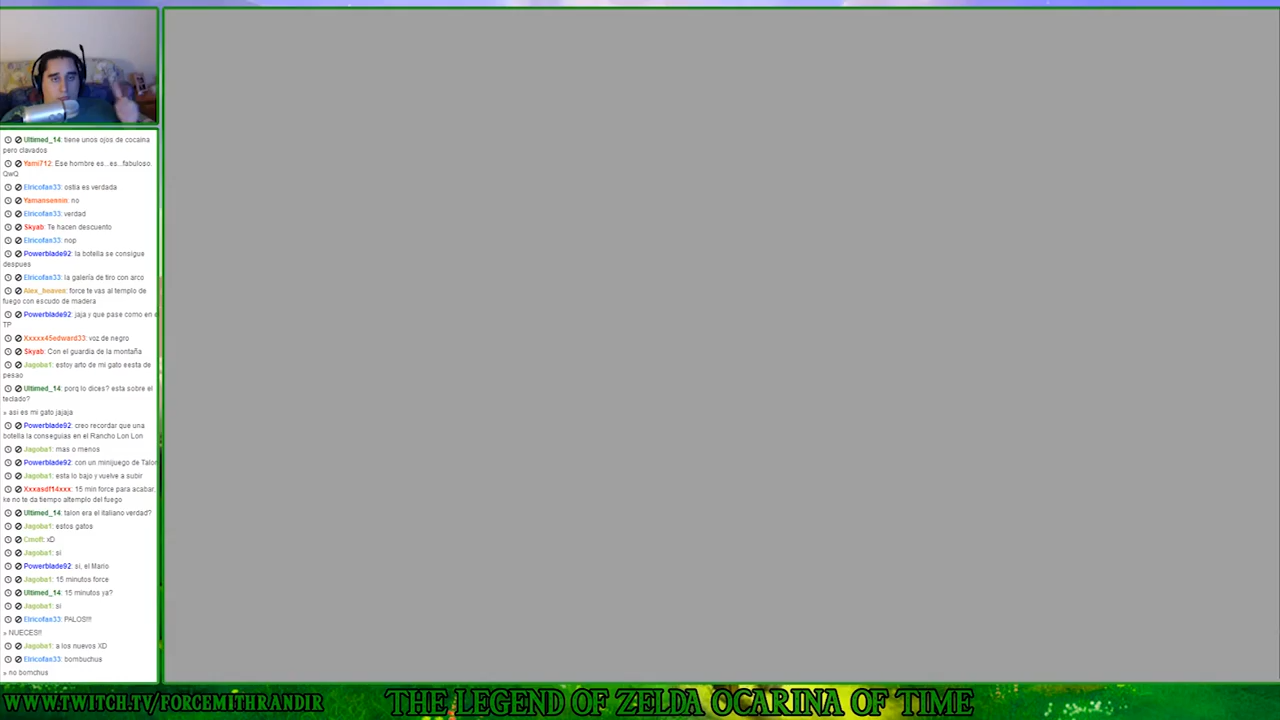 Ultimed_14: tiene unos ojos de cocaina
pero clavados
Yami712: Ese hombre es...es...fabuloso.
QwQ
Elricofan33: ostia es verdada
Yamansennin: no
Elricofan33: verdad
Skyab: Te hacen descuento
Elricofan33: nop
Powerblade92: la botella se consigue
despues
Elricofan33: la galería de tiro con arco
force te vas al templo de
fuego con escudo de madera
Powerblade92: jaja y que pase como en e
TP
Xxxxx45edward33: voz de negro
Skyab: Con el guardia de la montaña
Jagoba1: estoy arto de mi gato eesta de
pesao
Ultimed_14: porq lo dices? esta sobre el
teclado?
» asi es mi gato jajaja
Powerblade92: creo recordar que una
botella la conseguias en el Rancho Lon Lon
Jagoba1: mas o menos
Powerblade92: con un minijuego de Talon
Jagoba1: esta lo bajo y vuelve a subir
Xxxasdf14xxx: 15 min force para acabar,
ke no te da tiempo altemplo del fuego
Ultimed_14: talon era el italiano verdad?
Jagoba1: estos gatos
Cmoft: xD
Jagoba1: si
Powerblade92: si, el Mario
Jagoba1: 15 minutos force
Ultimed_14: 15 minutos ya?
Jagoba1: si
Elricofan33: PALOS!!!
» NUECES!!
Jagoba1: a los nuevos XD
Elricofan33: bombuchus
» no bomchus
WWW.TWITCH.TV/FORCEMITHRANDIR
THE LEGEND OF ZELDA OCARINA OF TIME